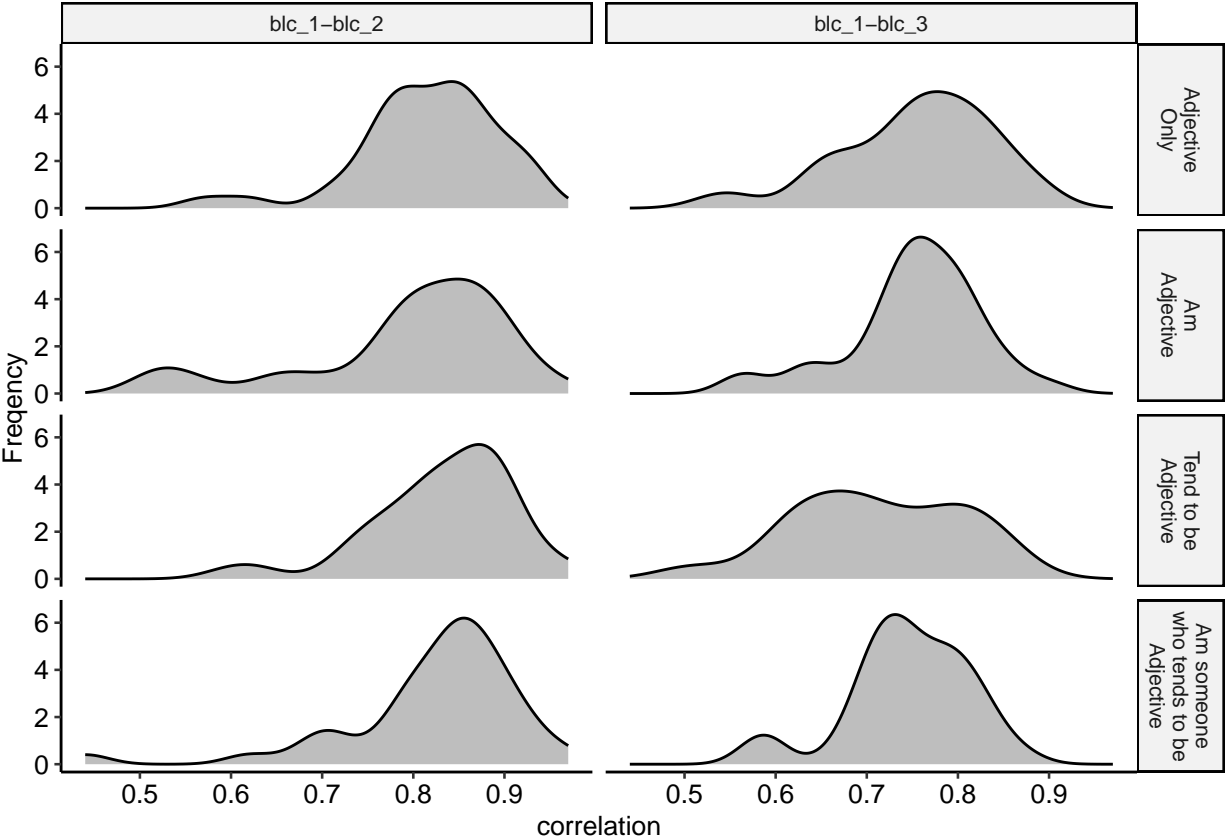 blc_1–blc_2
blc_1–blc_3
6
4
2
0
Adjective
Only
6
4
2
0
Am
Adjective
Freqency
6
4
2
0
Tend to be
Adjective
6
4
2
0
Am someone
who tends to be
Adjective
0.5 0.6 0.7 0.8 0.9
0.5 0.6 0.7 0.8 0.9
correlation